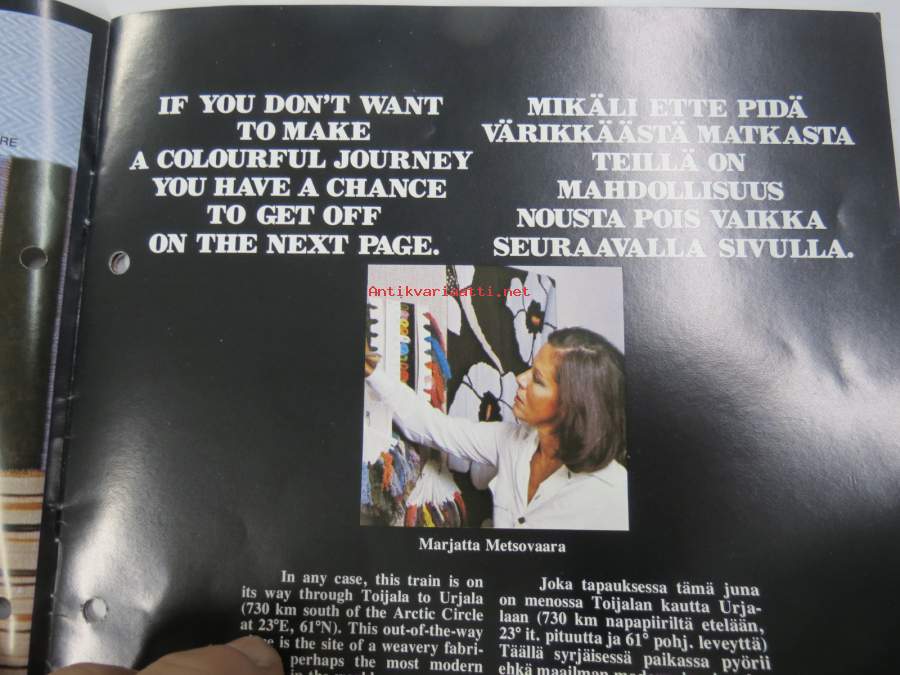 RE
IF YOU DON'T WANT
TO MAKE
A COLOURFUL JOURNEY
YOU HAVE A CHANCE
TO GET OFF
ON THE NEXT PAGE.
MIKÄLI ETTE PIDÄ
VÄRIKKÄÄSTÄ MATKASTA
TEILLÄ ON
MAHDOLLISUUS
NOUSTA POIS VAIKKA
SEURAAVALLA SIVULLA.
Antikvariaatti.net
Marjatta Metsovaara
In any case, this train is on
its way through Toijala to Urjala
(730 km south of the Arctic Circle
at 23°E, 61°N). This out-of-the-way
is the site of a weavery fabri-
perhaps the most modern
Joka tapauksessa tämä juna
on menossa Toijalan kautta Urja-
laan (730 km napapiiriltä etelään,
23° it. pituutta ja 61° pohj. leveyttä)
Täällä syrjäisessä paikassa pyörii
ehkä maailman